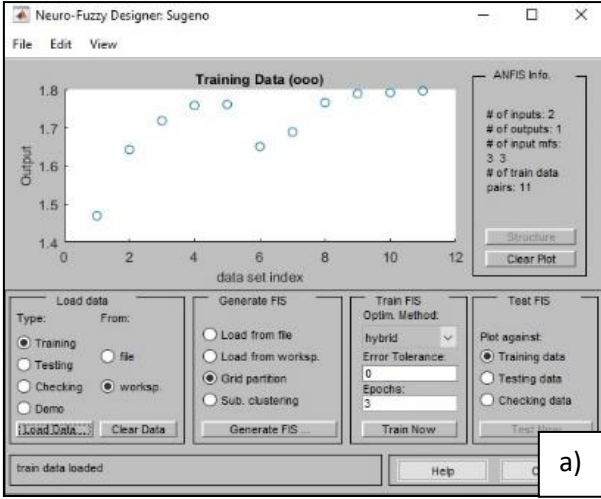 Neuro-Fuzzy Designer: Sugeno
File Edit View
Training Data (ooo)
1.8
1.7
1.6
1.5
1.4
Output
0 2 4 6 8 10 12
data set index
ANFIS Info.
# of inputs: 2
# of outputs: 1
# of input mfs:
3 3
# of train data
pairs: 11
Structure
Clear Plot
Load data
Type: From:
Training
Testing
Checking
Demo
file
worksp.
Load Data...
Clear Data
Generate FIS
Load from file
Load from worksp.
Grid partition
Sub. clustering
Generate FIS ...
Train FIS
Optim. Method:
hybrid
Error Tolerance:
0
Epochs:
3
Train Now
Test FIS
Plot against:
Training data
Testing data
Checking data
train data loaded
Help
a)